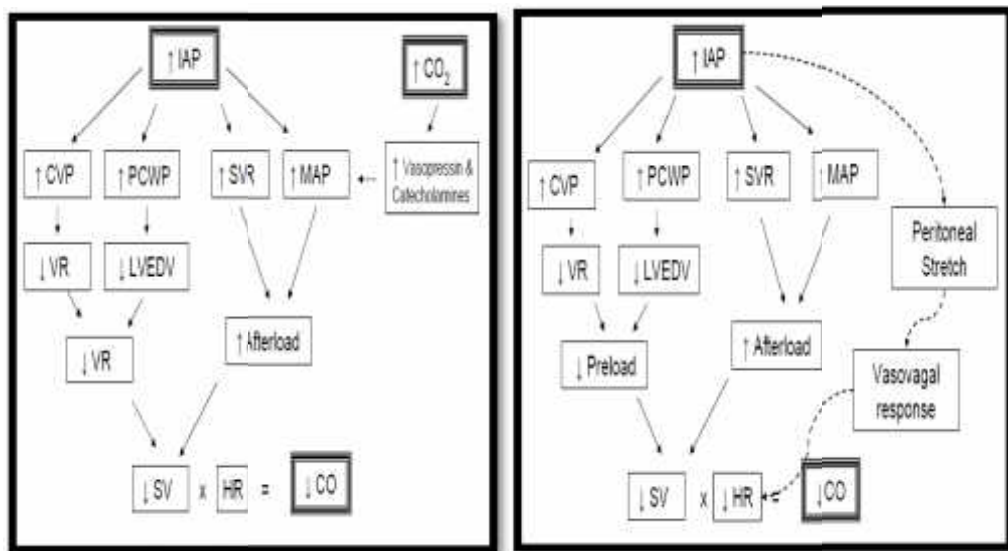 ↑ IAP
↑ CO₂
↑ CVP
↑ PCWP
↑ SVR
↑ MAP
↑ Vasopressin &
Catecholamines
↓ VR
↓ LVEDV
↓ VR
↑ Afterload
↓ SV x HR = ↓ CO
↑ IAP
↑ CVP
↑ PCWP
↑ SVR
↑ MAP
Peritoneal
Stretch
↓ VR
↓ LVEDV
↓ Preload
↑ Afterload
Vasovagal
response
↓ SV x ↓ HR = ↓ CO